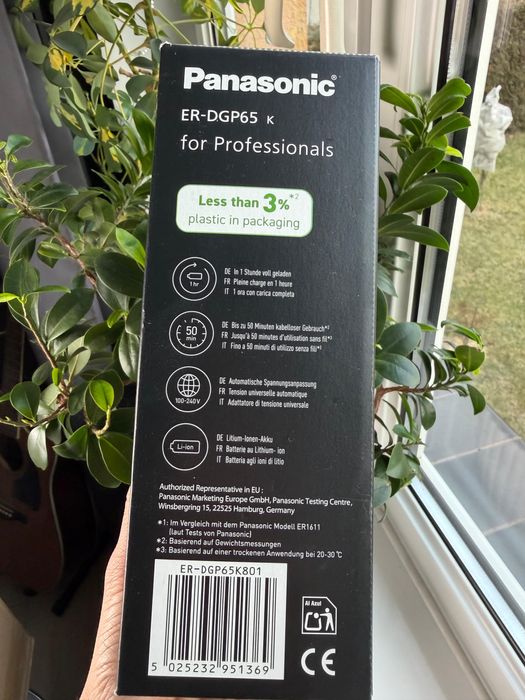 Panasonic®
ER-DGP65 K
for Professionals
Less than 3%*2
plastic in packaging
1 hr
DE In 1 Stunde voll geladen
FR Pleine charge en 1 heure
IT 1 ora con carica completa
50
min
DE Bis zu 50 Minuten kabelloser Gebrauch*3
FR Jusqu'à 50 minutes d'utilisation sans fil*3
IT Fino a 50 minuti di utilizzo senza fili*3
100-240V
DE Automatische Spannungsanpassung
FR Tension universelle automatique
IT Adattatore di tensione universale
Li-ion
DE Litium-Ionen-Akku
FR Batterie au Lithium- ion
IT Batteria agli ioni di litio
Authorized Representative in EU :
Panasonic Marketing Europe GmbH, Panasonic Testing Centre,
Winsbergring 15, 22525 Hamburg, Germany
*1: Im Vergleich mit dem Panasonic Modell ER1611
(laut Tests von Panasonic)
*2: Basierend auf Gewichtsmessungen
*3: Basierend auf einer trockenen Anwendung bei 20-30 ℃
ER-DGP65K801
5 025232 951369
Al Azul
CE